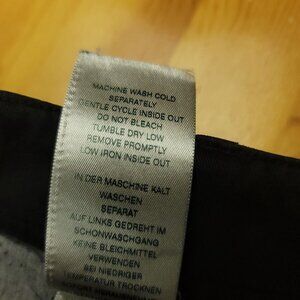 MACHINE WASH COLD
SEPARATELY
GENTLE CYCLE INSIDE OUT
DO NOT BLEACH
TUMBLE DRY LOW
REMOVE PROMPTLY
LOW IRON INSIDE OUT
IN DER MASCHINE KALT
WASCHEN
SEPARAT
AUF LINKS GEDREHT IM
SCHONWASCHGANG
KEINE BLEICHMITTEL
VERWENDEN
BEI NIEDRIGER
TEMPERATUR TROCKNEN
SOFORT